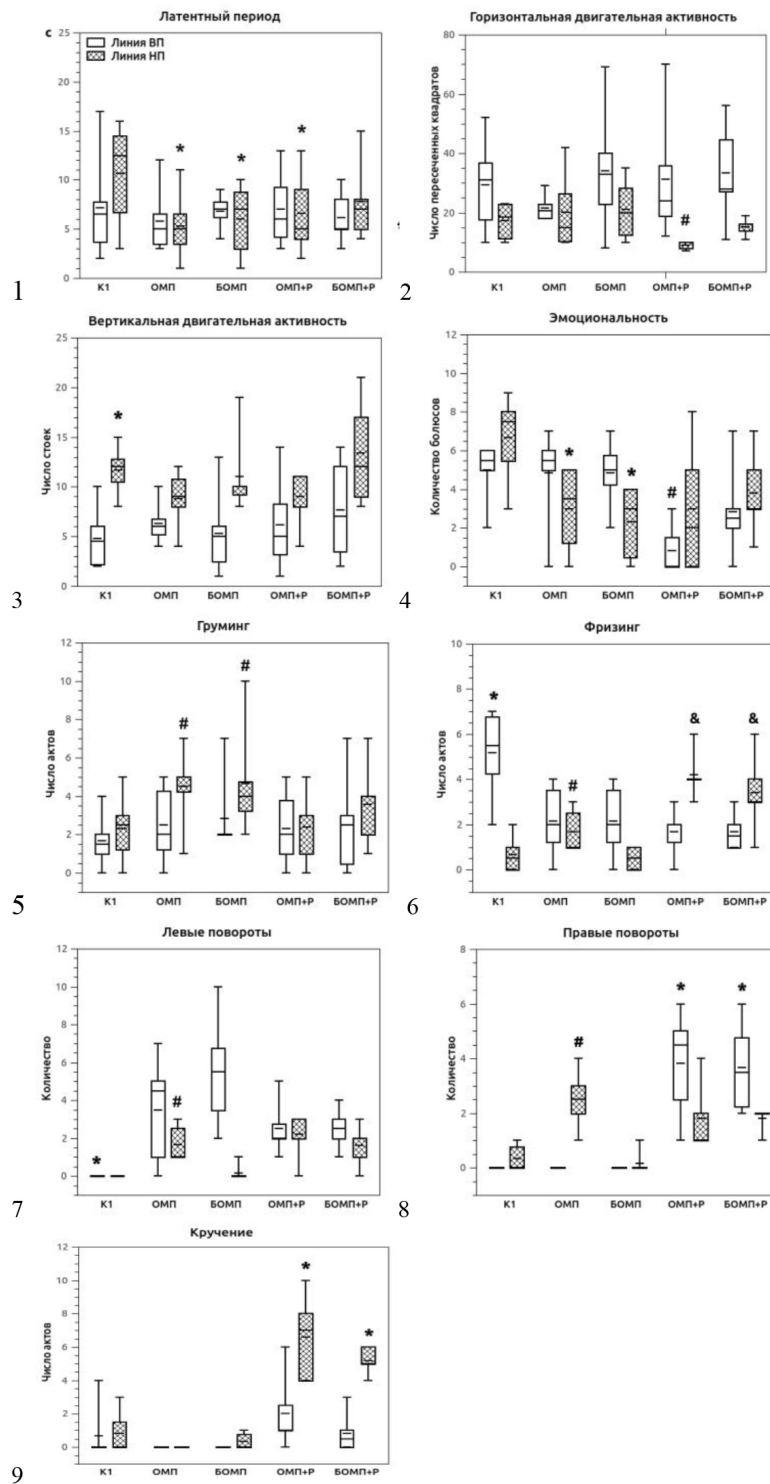 Латентный период
с
Линия ВП
Линия НП
25
20
15
10
5
0
К1 ОМП БОМП ОМП+Р БОМП+Р
* * *
1
Горизонтальная двигательная активность
Число пересеченных квадратов
80
60
40
20
0
К1 ОМП БОМП ОМП+Р БОМП+Р
#
2
Вертикальная двигательная активность
Число стоек
25
20
15
10
5
0
К1 ОМП БОМП ОМП+Р БОМП+Р
*
3
Эмоциональность
Количество болюсов
12
10
8
6
4
2
0
К1 ОМП БОМП ОМП+Р БОМП+Р
* * #
4
Груминг
Число актов
12
10
8
6
4
2
0
К1 ОМП БОМП ОМП+Р БОМП+Р
# #
5
Фризинг
Число актов
10
8
6
4
2
0
К1 ОМП БОМП ОМП+Р БОМП+Р
* # & &
6
Левые повороты
Количество
12
10
8
6
4
2
0
К1 ОМП БОМП ОМП+Р БОМП+Р
* #
7
Правые повороты
Количество
8
6
4
2
0
К1 ОМП БОМП ОМП+Р БОМП+Р
# * *
8
Кручение
Число актов
12
10
8
6
4
2
0
К1 ОМП БОМП ОМП+Р БОМП+Р
* *
9